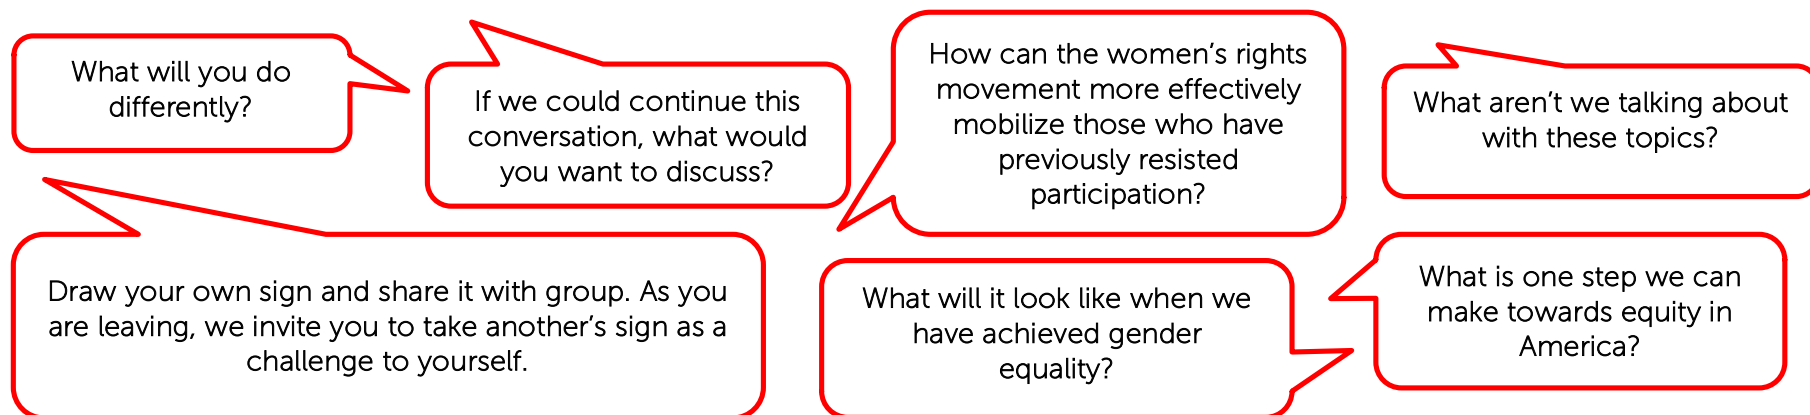 What will you do
differently?
If we could continue this
conversation, what would
you want to discuss?
How can the women’s rights
movement more effectively
mobilize those who have
previously resisted
participation?
What aren’t we talking about
with these topics?
Draw your own sign and share it with group. As you
are leaving, we invite you to take another’s sign as a
challenge to yourself.
What will it look like when we
have achieved gender
equality?
What is one step we can
make towards equity in
America?